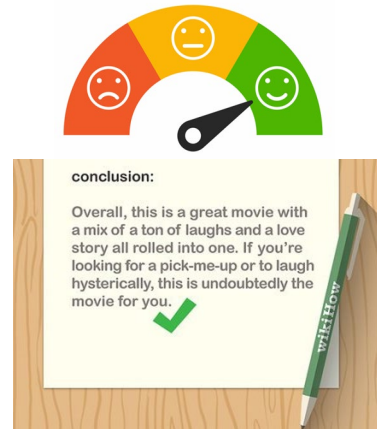 conclusion:
Overall, this is a great movie with
a mix of a ton of laughs and a love
story all rolled into one. If you're
looking for a pick-me-up or to laugh
hysterically, this is undoubtedly the
movie for you.
wikiHow